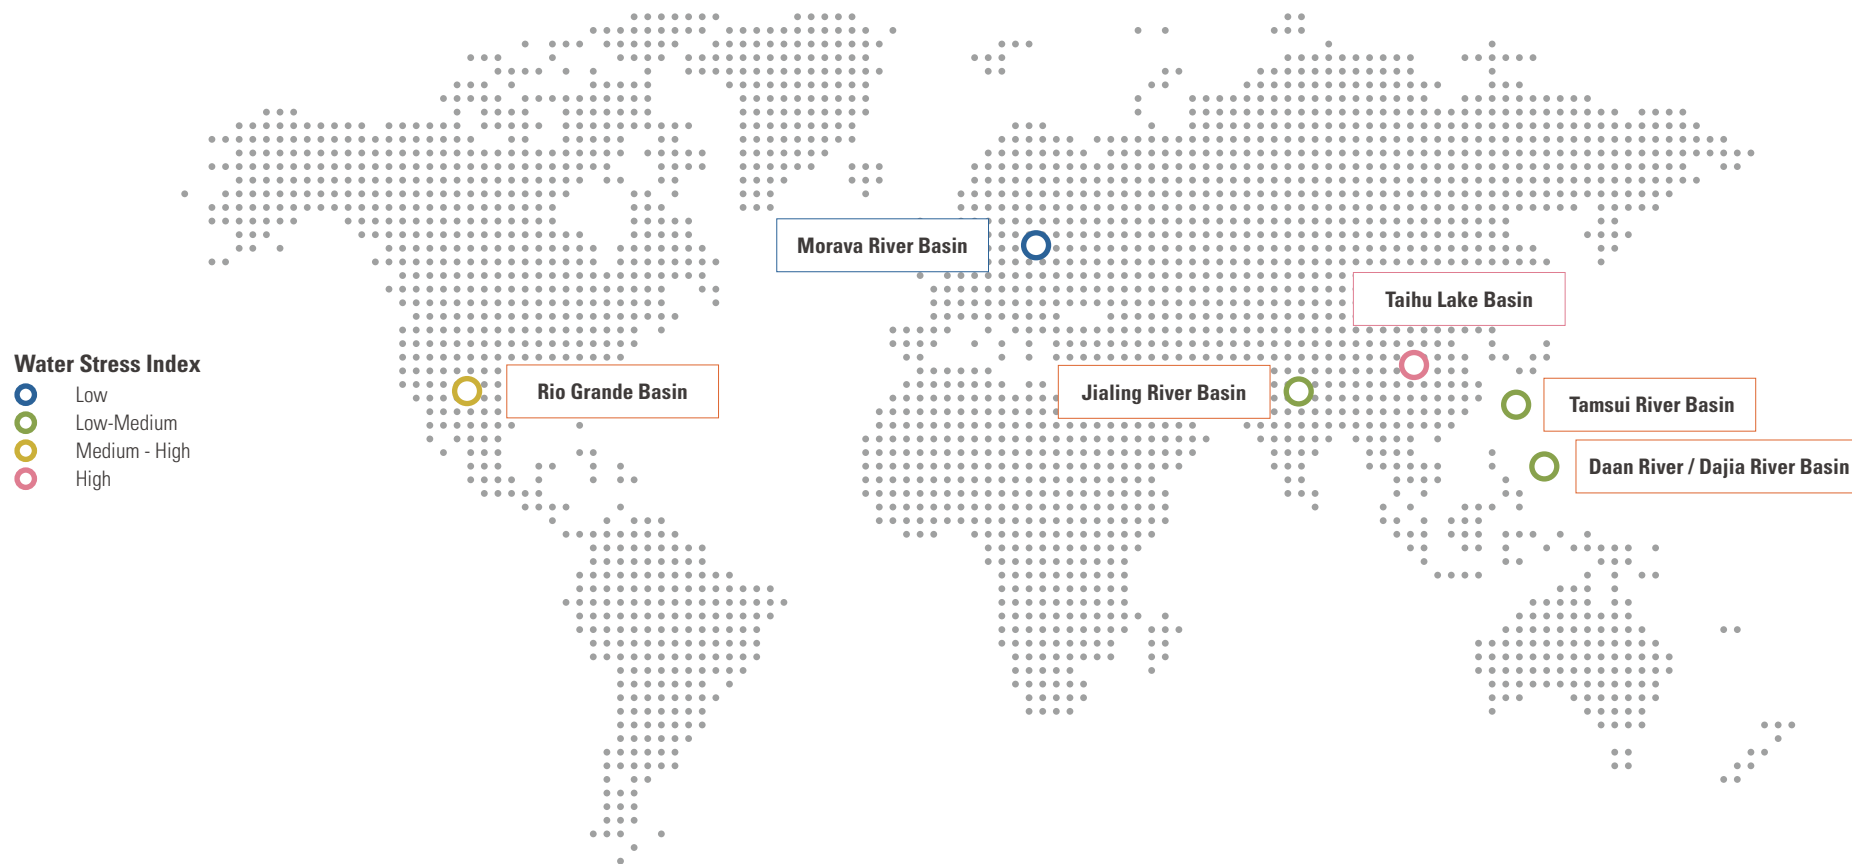 Morava River Basin
Taihu Lake Basin
Water Stress Index
Low
Low-Medium
Medium - High
High
Rio Grande Basin
Jialing River Basin
Tamsui River Basin
Daan River / Dajia River Basin